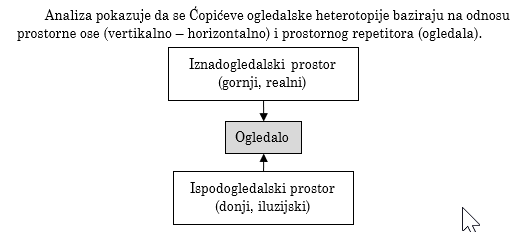 Analiza pokazuje da se Ćopićeve ogledalske heterotopije baziraju na odnosu
prostorne ose (vertikalno – horizontalno) i prostornog repetitora (ogledala).
Iznadogledalski prostor
(gornji, realni)
Ogledalo
Ispodogledalski prostor
(donji, iluzijski)